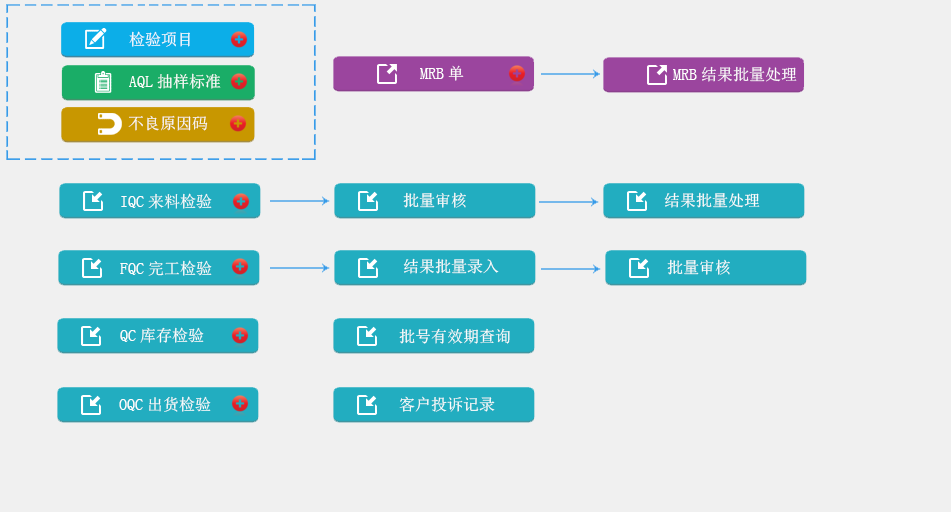 检验项目
AQL 抽样标准
不良原因码
MRB 单
MRB 结果批量处理
IQC 来料检验
批量审核
结果批量处理
FQC 完工检验
结果批量录入
批量审核
QC 库存检验
批号有效期查询
OQC 出货检验
客户投诉记录